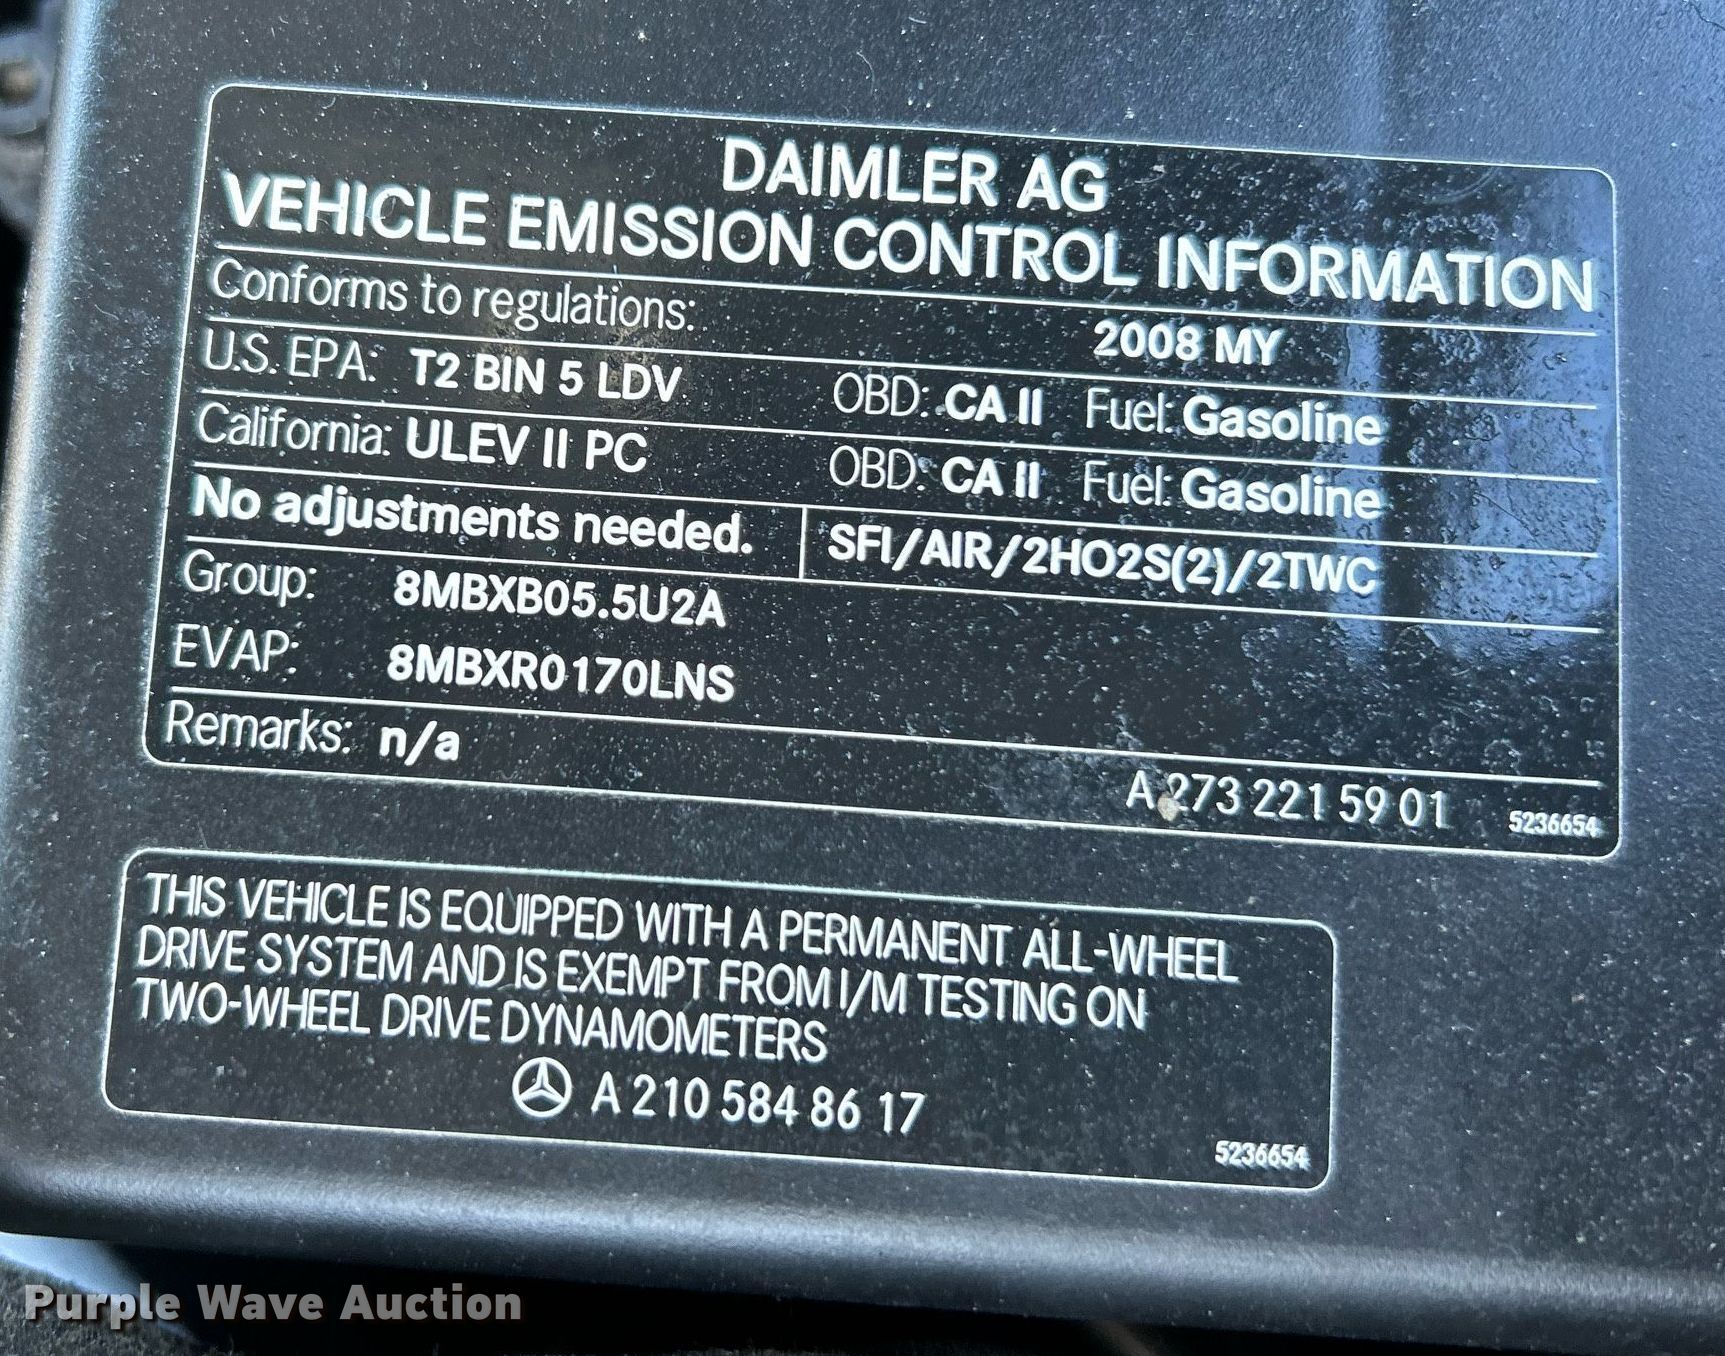 DAIMLER AG
VEHICLE EMISSION CONTROL INFORMATION
Conforms to regulations: 2008 MY
U.S. EPA: T2 BIN 5 LDV OBD: CA II Fuel: Gasoline
California: ULEV II PC OBD: CA II Fuel: Gasoline
No adjustments needed. SFI/AIR/2HO2S(2)/2TWC
Group: 8MBXB05.5U2A
EVAP: 8MBXR0170LNS
Remarks: n/a
A 273 221 59 01 5236654
THIS VEHICLE IS EQUIPPED WITH A PERMANENT ALL-WHEEL
DRIVE SYSTEM AND IS EXEMPT FROM I/M TESTING ON
TWO-WHEEL DRIVE DYNAMOMETERS
A 210 584 86 17
5236654
Purple Wave Auction